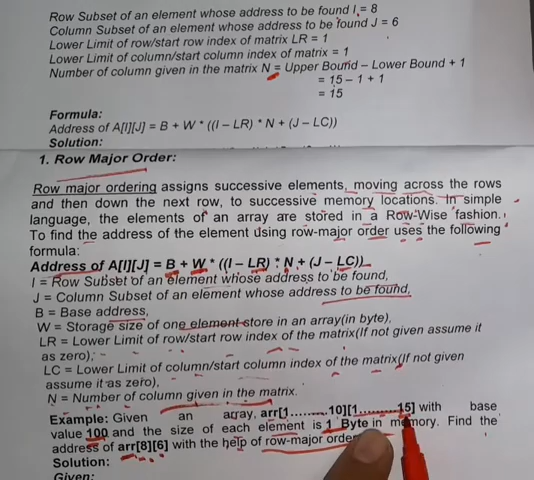 Row Subset of an element whose address to be found I = 8
Column Subset of an element whose address to be found J = 6
Lower Limit of row/start row index of matrix LR = 1
Lower Limit of column/start column index of matrix = 1
Number of column given in the matrix N = Upper Bound – Lower Bound + 1
= 15 – 1 + 1
= 15
Formula:
Address of A[I][J] = B + W * ((I – LR) * N + (J – LC))
Solution:
1. Row Major Order:
Row major ordering assigns successive elements, moving across the rows
and then down the next row, to successive memory locations. In simple
language, the elements of an array are stored in a Row-Wise fashion.
To find the address of the element using row-major order uses the following
formula:
Address of A[I][J] = B + W * ((I – LR) * N + (J – LC))
I = Row Subset of an element whose address to be found,
J = Column Subset of an element whose address to be found,
B = Base address,
W = Storage size of one element store in an array(in byte),
LR = Lower Limit of row/start row index of the matrix(If not given assume it
as zero),
LC = Lower Limit of column/start column index of the matrix(If not given
assume it as zero),
N = Number of column given in the matrix.
Example: Given an array, arr[1………10][1………15] with base
value 100 and the size of each element is 1 Byte in memory. Find the
address of arr[8][6] with the help of row-major order
Solution:
Given: